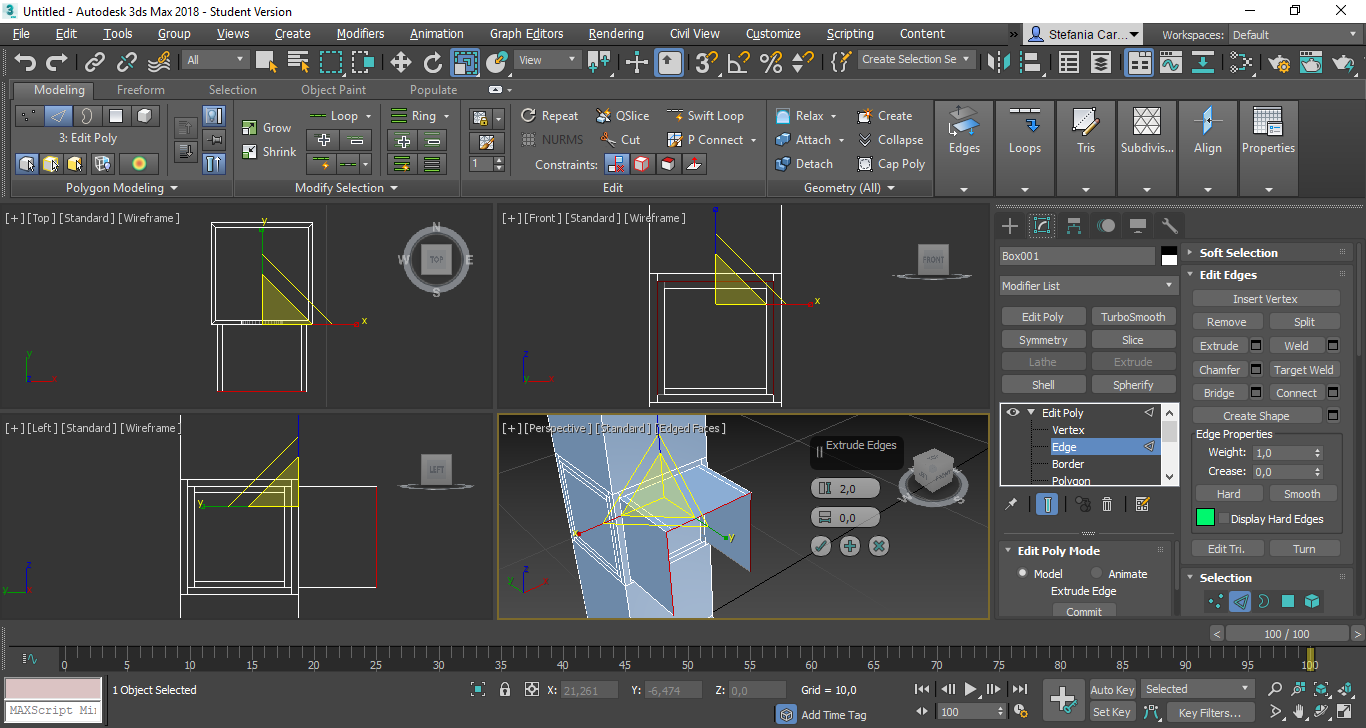 Untitled - Autodesk 3ds Max 2018 - Student Version
File Edit Tools Group Views Create Modifiers Animation Graph Editors Rendering Civil View Customize Scripting Content » Stefania Car... Workspaces: Default
All View Create Selection Se
Modeling Freeform Selection Object Paint Populate
3: Edit Poly
Polygon Modeling
Grow
Shrink
Loop Ring
Modify Selection
1
Repeat QSlice Swift Loop
NURMS Cut P Connect
Constraints:
Edit
Relax Create
Attach Collapse
Detach Cap Poly
Geometry (All)
Edges Loops Tris Subdivis... Align Properties
[+] [Top] [Standard] [Wireframe]
N
W TOP E
S
y
x
y
z x
[+] [Front] [Standard] [Wireframe]
FRONT
x
z
y x
[+] [Left] [Standard] [Wireframe]
LEFT
y
z
y
[+] [Perspective] [Standard] [Edged Faces]
Extrude Edges
2,0
0,0
W S
y
z
y x
Box001
Modifier List
Edit Poly TurboSmooth
Symmetry Slice
Lathe Extrude
Shell Spherify
Edit Poly
Vertex
Edge
Border
Polygon
Edit Poly Mode
Model Animate
Extrude Edge
Commit
Soft Selection
Edit Edges
Insert Vertex
Remove Split
Extrude Weld
Chamfer Target Weld
Bridge Connect
Create Shape
Edge Properties
Weight: 1,0
Crease: 0,0
Hard Smooth
Display Hard Edges
Edit Tri. Turn
Selection
< 100 / 100 >
0 5 10 15 20 25 30 35 40 45 50 55 60 65 70 75 80 85 90 95 100
MAXScript Mi
1 Object Selected
X: 21,261 Y: -6,474 Z: 0,0 Grid = 10,0
Add Time Tag
100
Auto Key Selected
Set Key Key Filters...